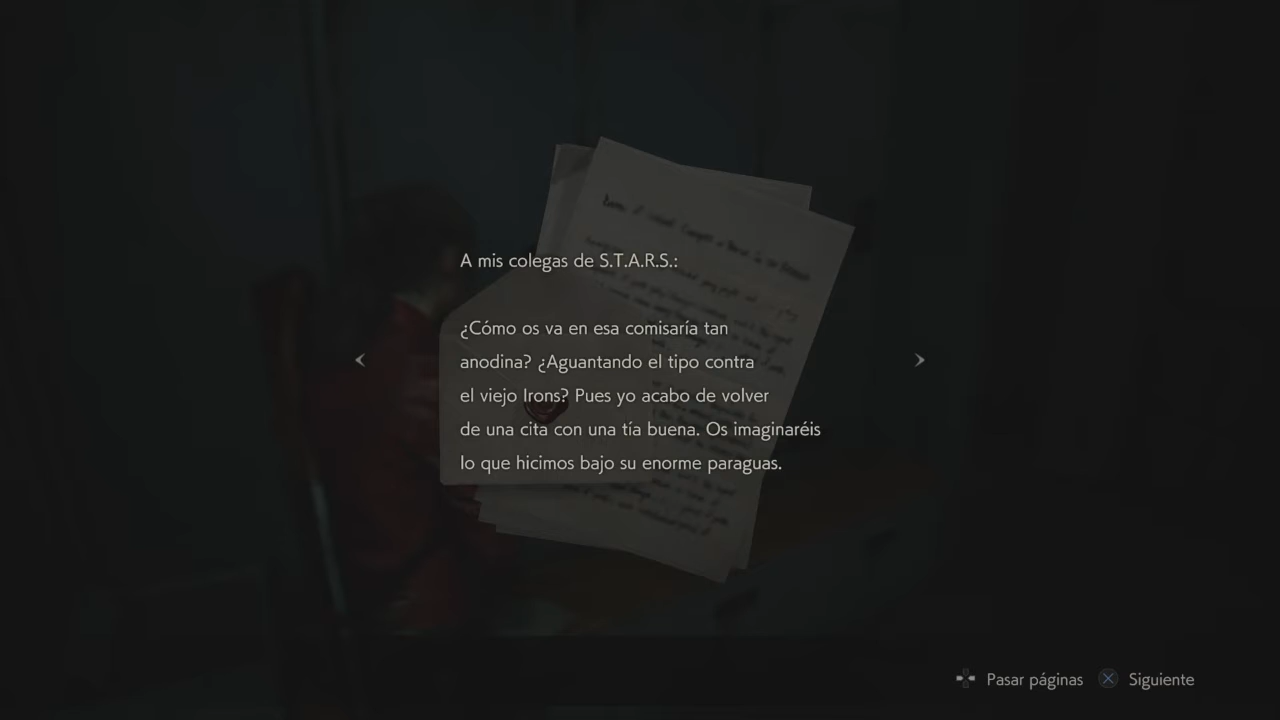 A mis colegas de S.T.A.R.S.:
¿Cómo os va en esa comisaría tan
anodina? ¿Aguantando el tipo contra
el viejo Irons? Pues yo acabo de volver
de una cita con una tía buena. Os imaginaréis
lo que hicimos bajo su enorme paraguas.
Pasar páginas
Siguiente